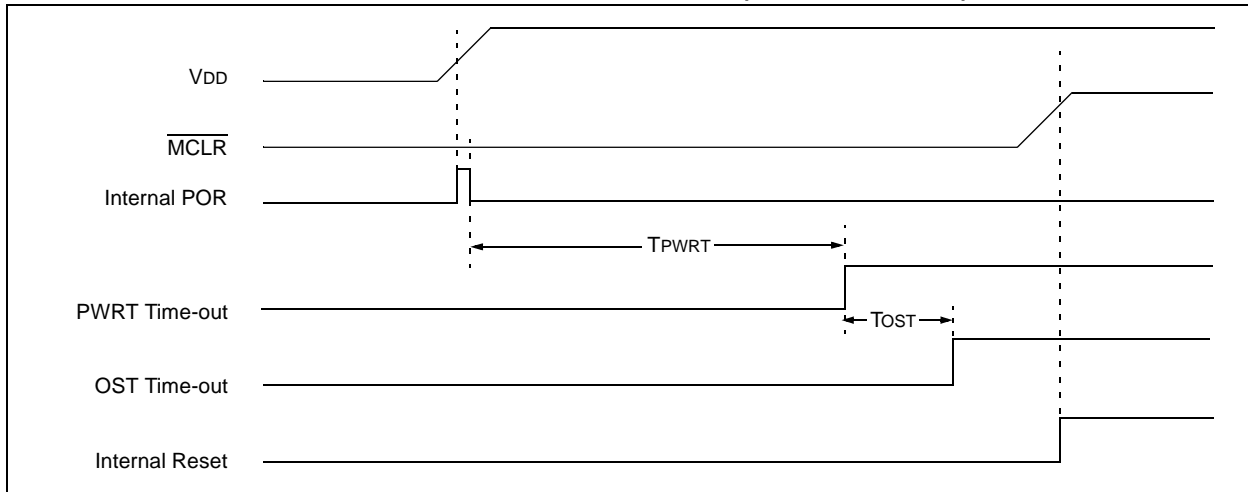 VDD
MCLR
Internal POR
TPWRT
PWRT Time-out
TOST
OST Time-out
Internal Reset